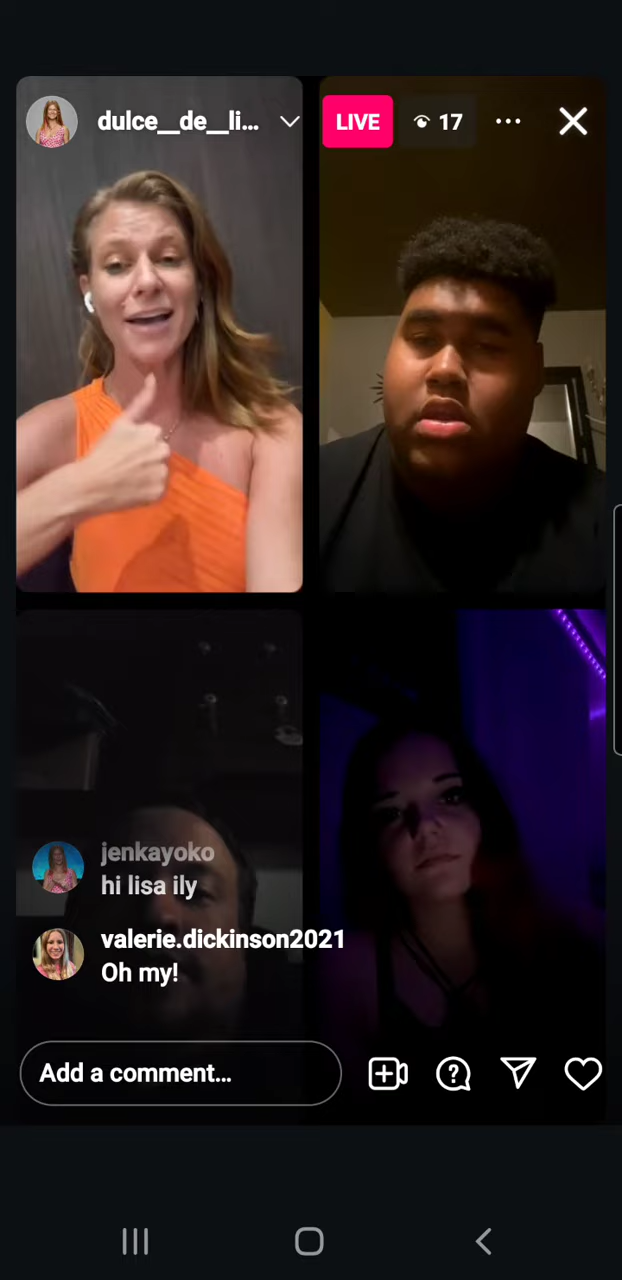 dulce__de__li...
LIVE
17
jenkayoko
hi lisa ily
valerie.dickinson2021
Oh my!
Add a comment...